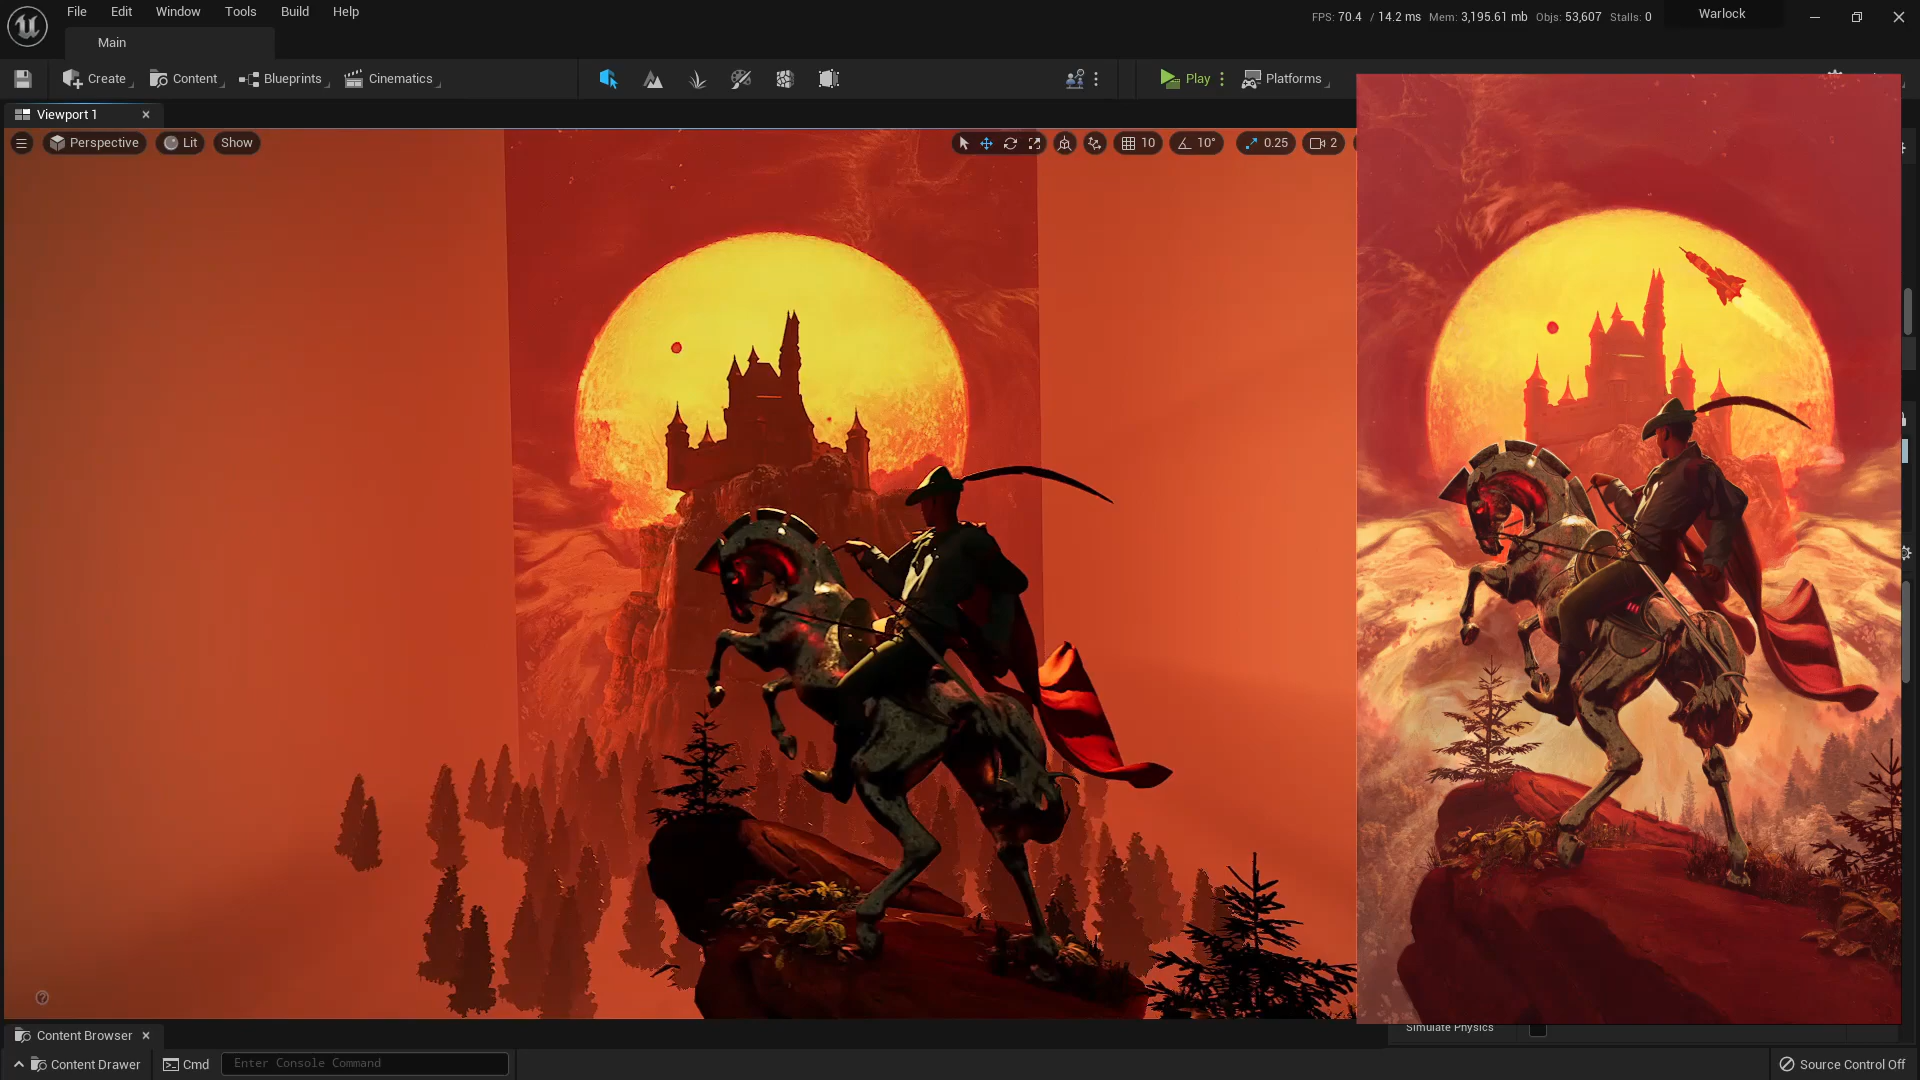 File Edit Window Tools Build Help
FPS: 70.4 / 14.2 ms Mem: 3,195.61 mb Objs: 53,607 Stalls: 0
Warlock
Main
Create Content Blueprints Cinematics
Play Platforms
Viewport 1
Perspective Lit Show
10 10° 0.25 2
Simulate Physics
Content Browser
Content Drawer Cmd Enter Console Command
Source Control Off